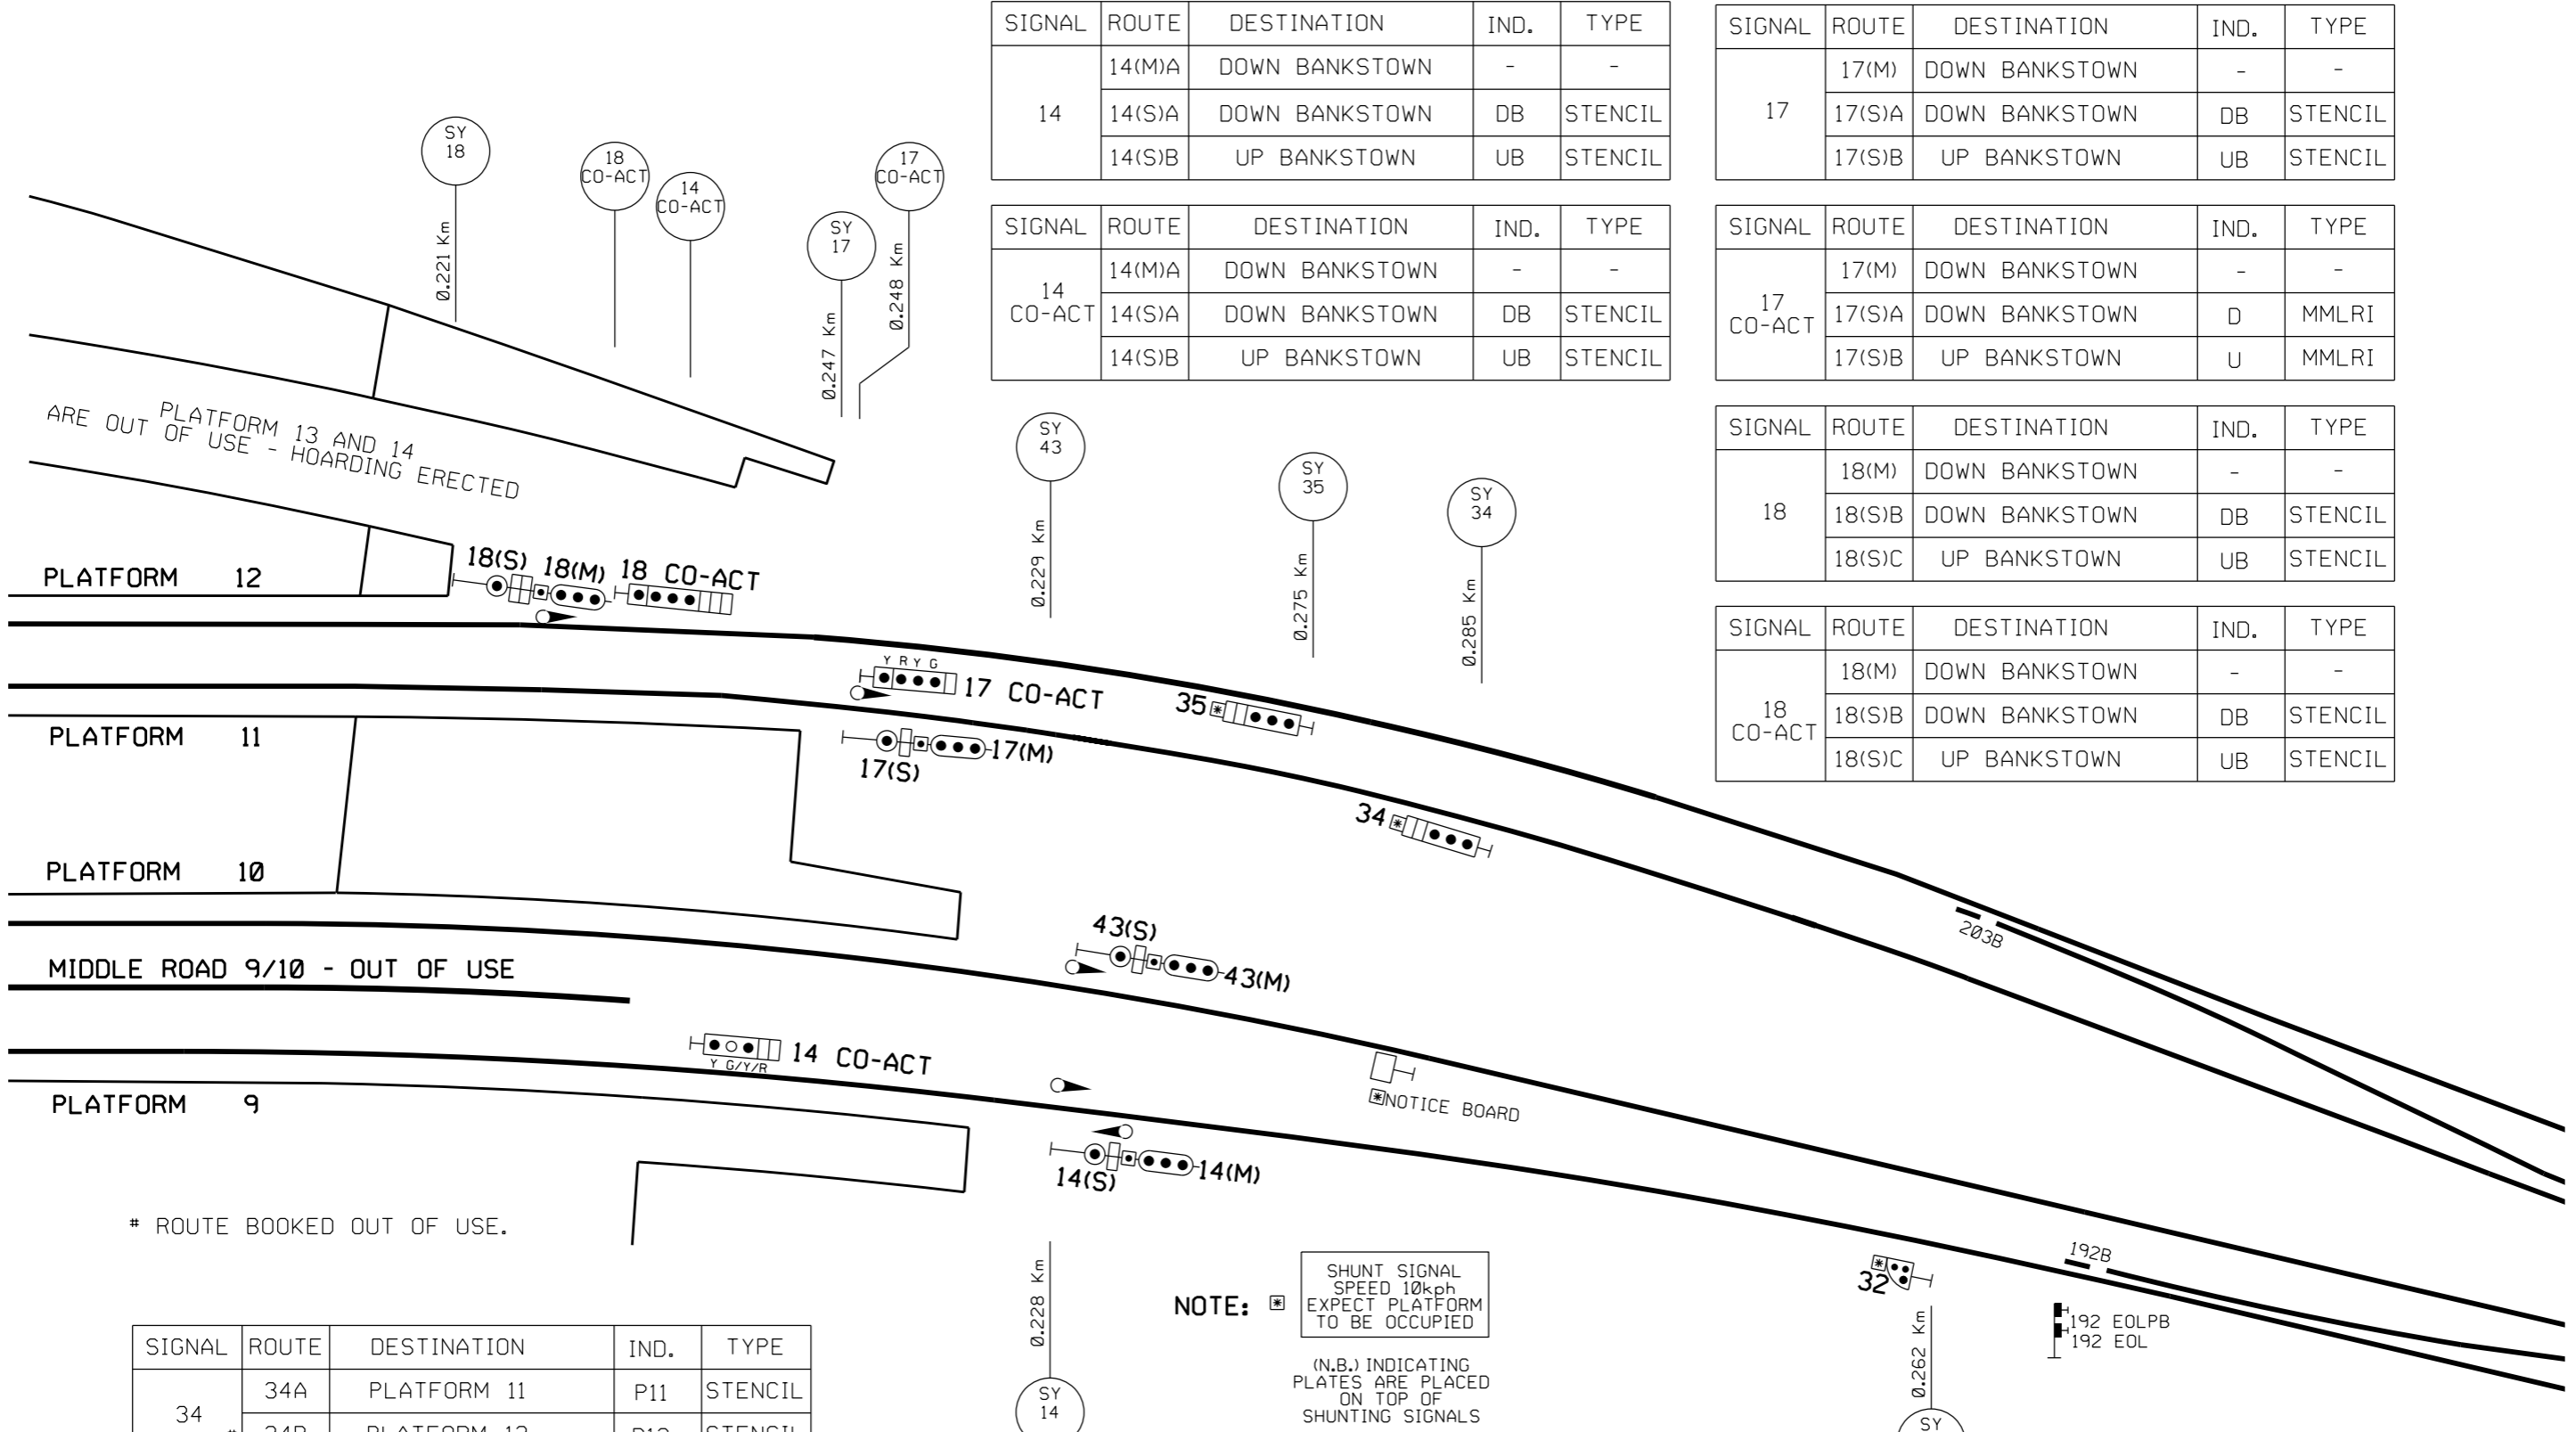 SIGNAL ROUTE DESTINATION IND. TYPE
14(M)A DOWN BANKSTOWN - -
14 14(S)A DOWN BANKSTOWN DB STENCIL
14(S)B UP BANKSTOWN UB STENCIL
SIGNAL ROUTE DESTINATION IND. TYPE
17(M) DOWN BANKSTOWN - -
17 17(S)A DOWN BANKSTOWN DB STENCIL
17(S)B UP BANKSTOWN UB STENCIL
SIGNAL ROUTE DESTINATION IND. TYPE
14(M)A DOWN BANKSTOWN - -
14
CO-ACT 14(S)A DOWN BANKSTOWN DB STENCIL
14(S)B UP BANKSTOWN UB STENCIL
SIGNAL ROUTE DESTINATION IND. TYPE
17(M) DOWN BANKSTOWN - -
17
CO-ACT 17(S)A DOWN BANKSTOWN D MMLRI
17(S)B UP BANKSTOWN U MMLRI
SIGNAL ROUTE DESTINATION IND. TYPE
18(M) DOWN BANKSTOWN - -
18 18(S)B DOWN BANKSTOWN DB STENCIL
18(S)C UP BANKSTOWN UB STENCIL
SIGNAL ROUTE DESTINATION IND. TYPE
18(M) DOWN BANKSTOWN - -
18
CO-ACT 18(S)B DOWN BANKSTOWN DB STENCIL
18(S)C UP BANKSTOWN UB STENCIL
SY
18
0.221 Km
18
CO-ACT
14
CO-ACT
SY
17
0.247 Km
17
CO-ACT
0.248 Km
SY
43
0.229 Km
SY
35
0.275 Km
SY
34
0.285 Km
PLATFORM 13 AND 14
ARE OUT OF USE - HOARDING ERECTED
PLATFORM 12
18(S) 18(M) 18 CO-ACT
Y R Y G
17 CO-ACT
35
PLATFORM 11
17(S)
17(M)
34
PLATFORM 10
203B
43(S)
43(M)
MIDDLE ROAD 9/10 - OUT OF USE
14 CO-ACT
Y G/Y/R
* NOTICE BOARD
PLATFORM 9
14(S)
14(M)
# ROUTE BOOKED OUT OF USE.
192B
32
192 EOLPB
192 EOL
0.228 Km
SY
14
NOTE: *
SHUNT SIGNAL
SPEED 10kph
EXPECT PLATFORM
TO BE OCCUPIED
(N.B.) INDICATING
PLATES ARE PLACED
ON TOP OF
SHUNTING SIGNALS
0.262 Km
SY
SIGNAL ROUTE DESTINATION IND. TYPE
34 34A PLATFORM 11 P11 STENCIL